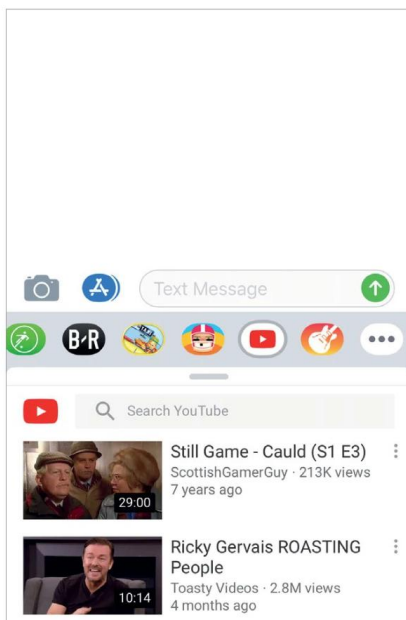 Text Message
B·R
Search YouTube
Still Game - Cauld (S1 E3)
ScottishGamerGuy · 213K views
7 years ago
29:00
Ricky Gervais ROASTING
People
Toasty Videos · 2.8M views
4 months ago
10:14